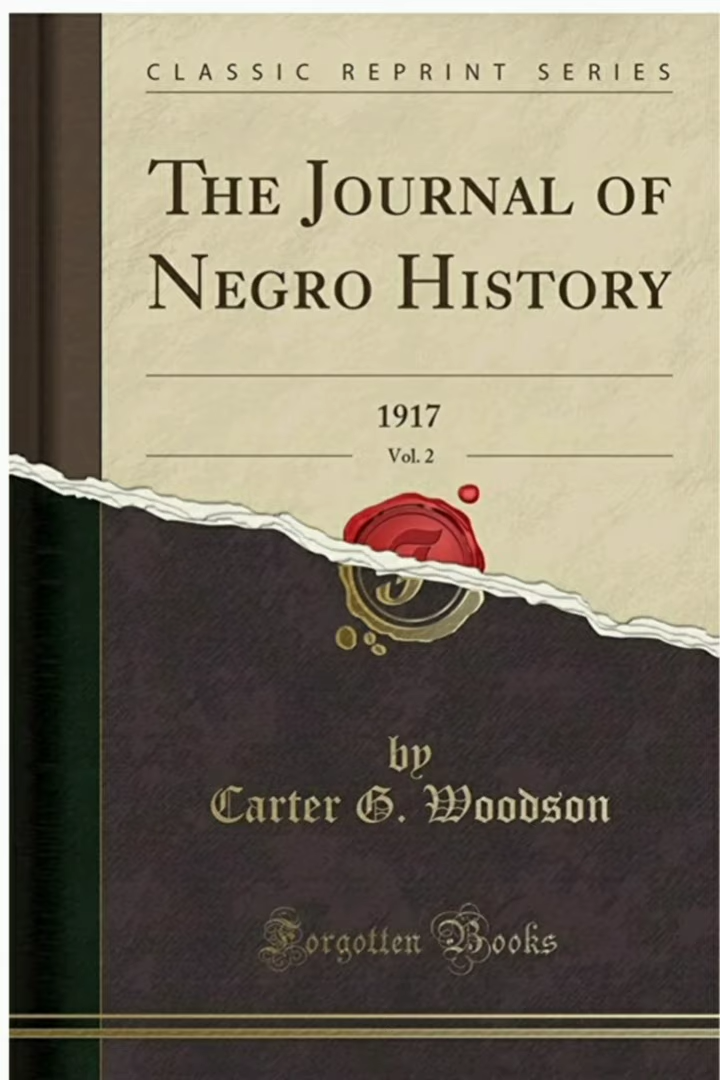 CLASSIC REPRINT SERIES
THE JOURNAL OF
NEGRO HISTORY
1917
Vol. 2
F
by
Carter G. Woodson
Forgotten Books